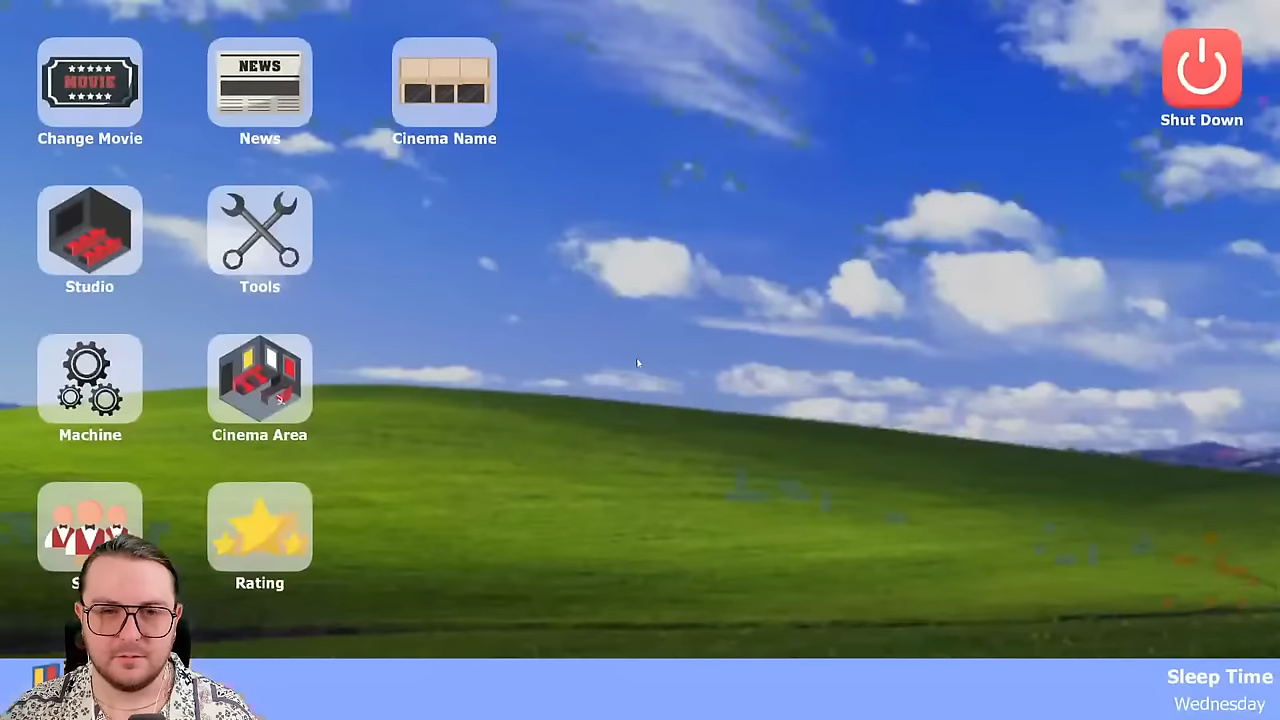 MOVIE
Change Movie
NEWS
News
Cinema Name
Shut Down
Studio
Tools
Machine
Cinema Area
Rating
Sleep Time
Wednesday